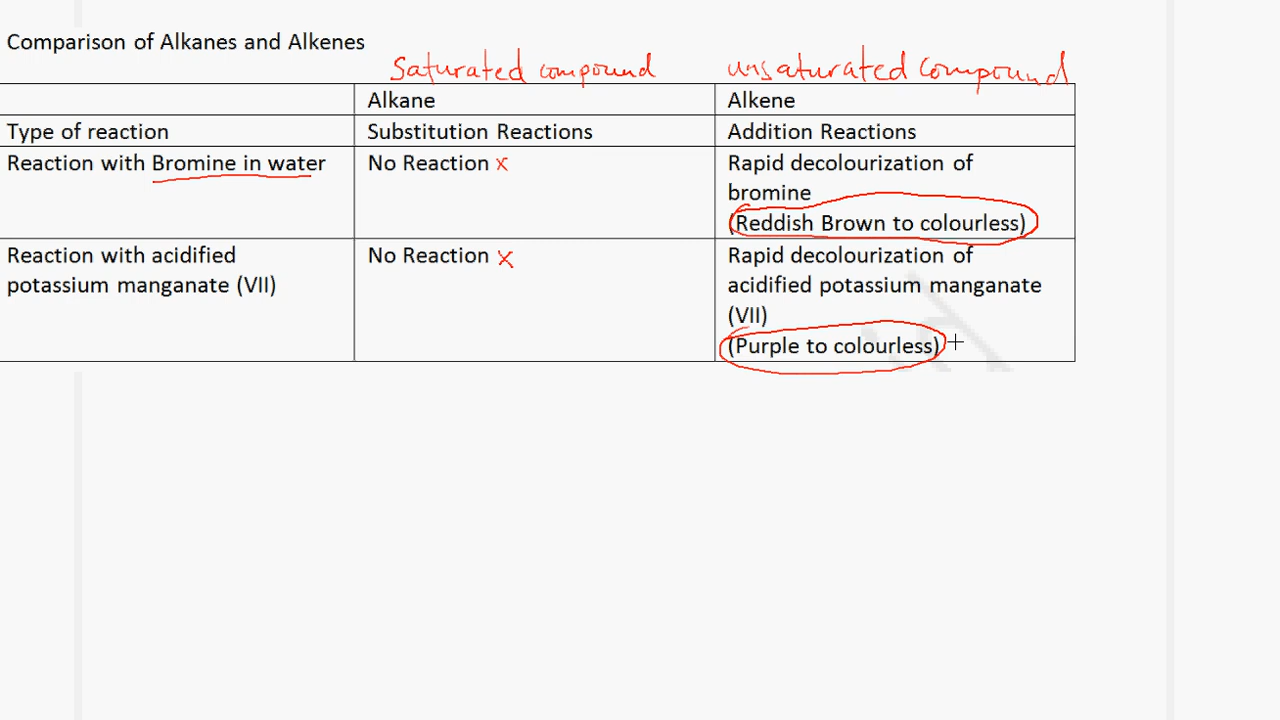 Comparison of Alkanes and Alkenes
Saturated compound unsaturated compound
Alkane Alkene
Type of reaction Substitution Reactions Addition Reactions
Reaction with Bromine in water No Reaction x Rapid decolourization of
bromine
(Reddish Brown to colourless)
Reaction with acidified No Reaction x Rapid decolourization of
potassium manganate (VII) acidified potassium manganate
(VII)
(Purple to colourless)